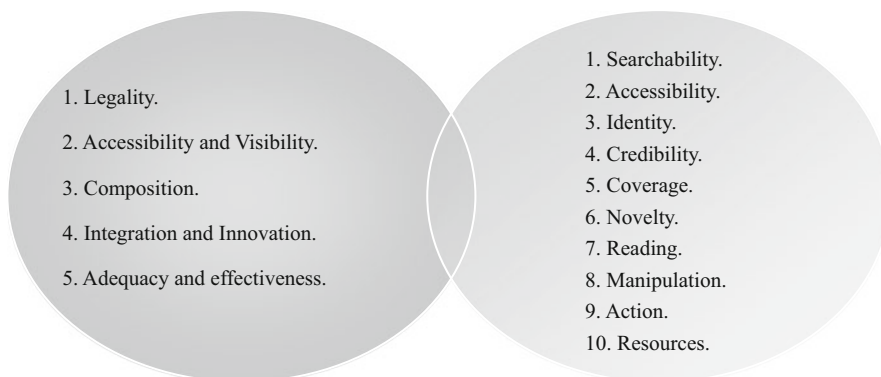 1. Legality.
2. Accessibility and Visibility.
3. Composition.
4. Integration and Innovation.
5. Adequacy and effectiveness.
1. Searchability.
2. Accessibility.
3. Identity.
4. Credibility.
5. Coverage.
6. Novelty.
7. Reading.
8. Manipulation.
9. Action.
10. Resources.